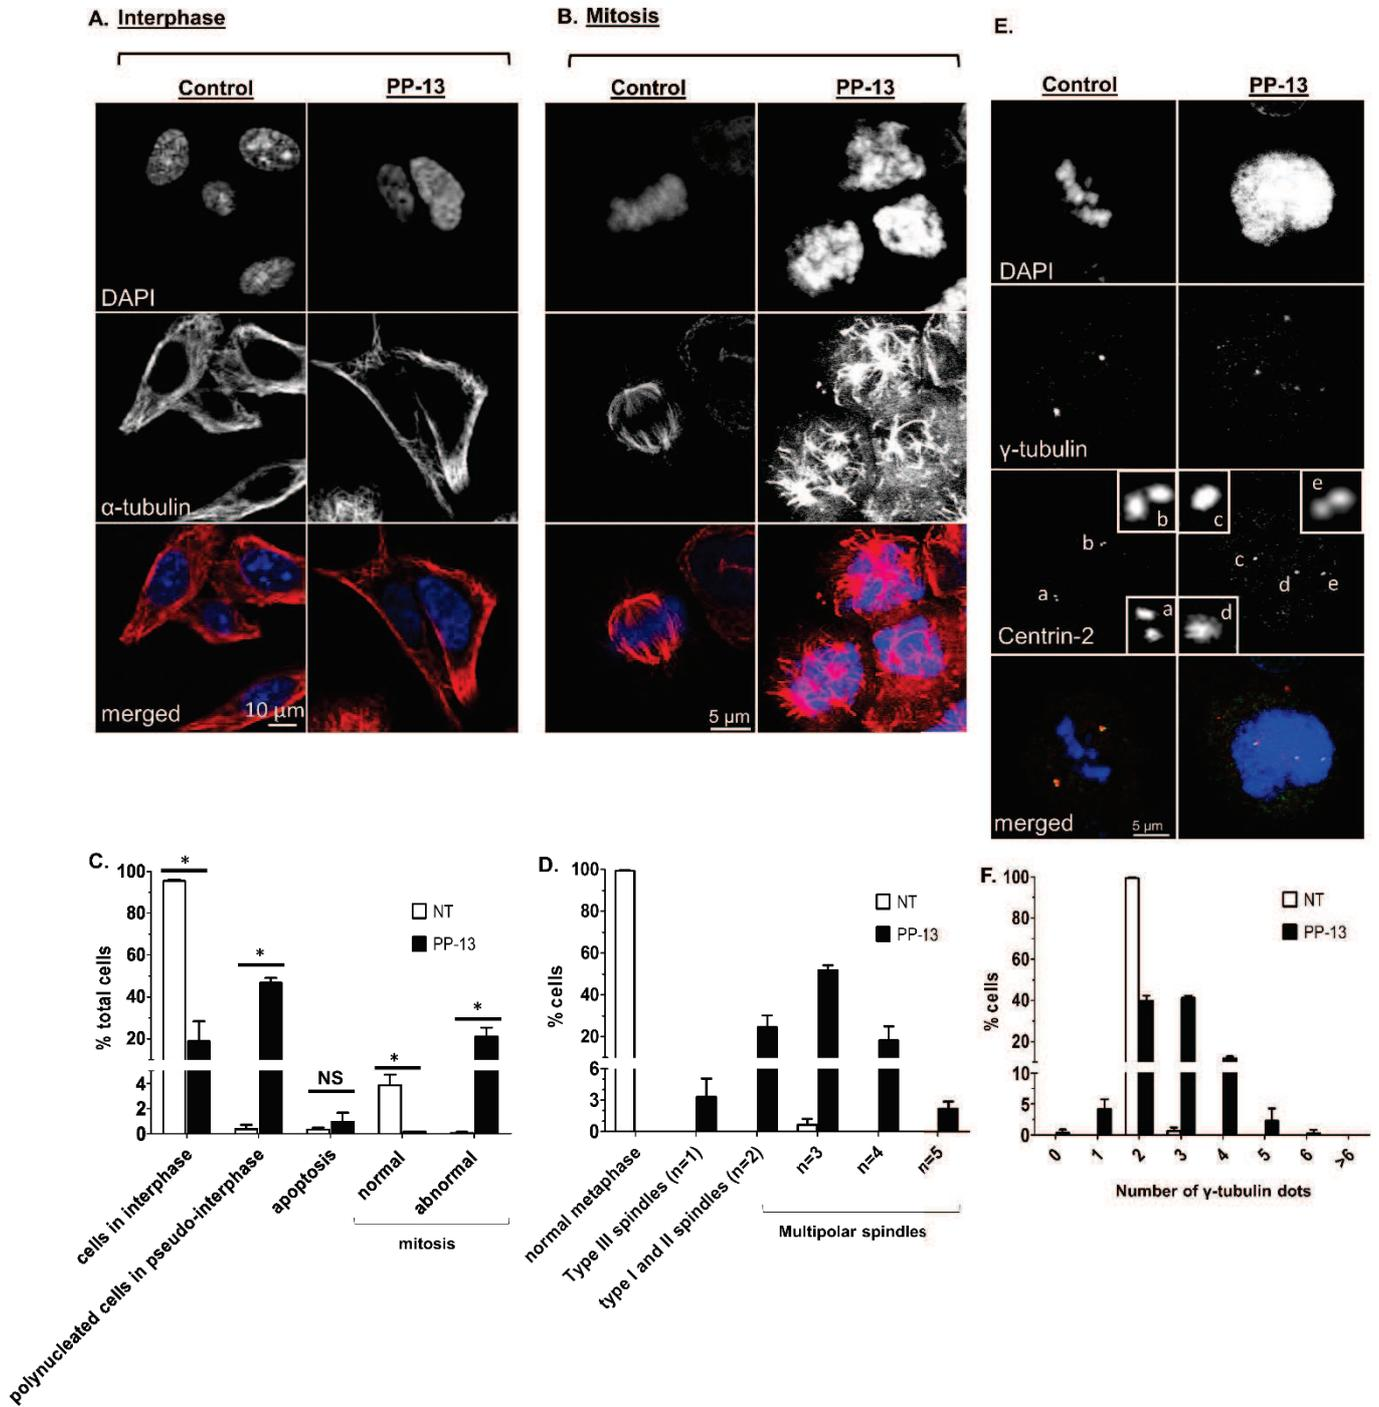 A. Interphase
Control
PP-13
DAPI
α-tubulin
merged
10 µm
B. Mitosis
Control
PP-13
5 µm
E.
Control
PP-13
DAPI
γ-tubulin
b
c
e
b
c
d
e
a
a
d
Centrin-2
merged
5 µm
C.
% total cells
100
80
60
40
20
4
2
0
*
*
NS
*
*
NT
PP-13
cells in interphase
polynucleated cells in pseudo-interphase
apoptosis
normal
abnormal
mitosis
D.
% cells
100
80
60
40
20
6
3
0
NT
PP-13
normal metaphase
Type III spindles (n=1)
type I and II spindles (n=2)
n=3
n=4
n=5
Multipolar spindles
F.
% cells
100
80
60
40
20
10
5
0
NT
PP-13
0
1
2
3
4
5
6
>6
Number of γ-tubulin dots